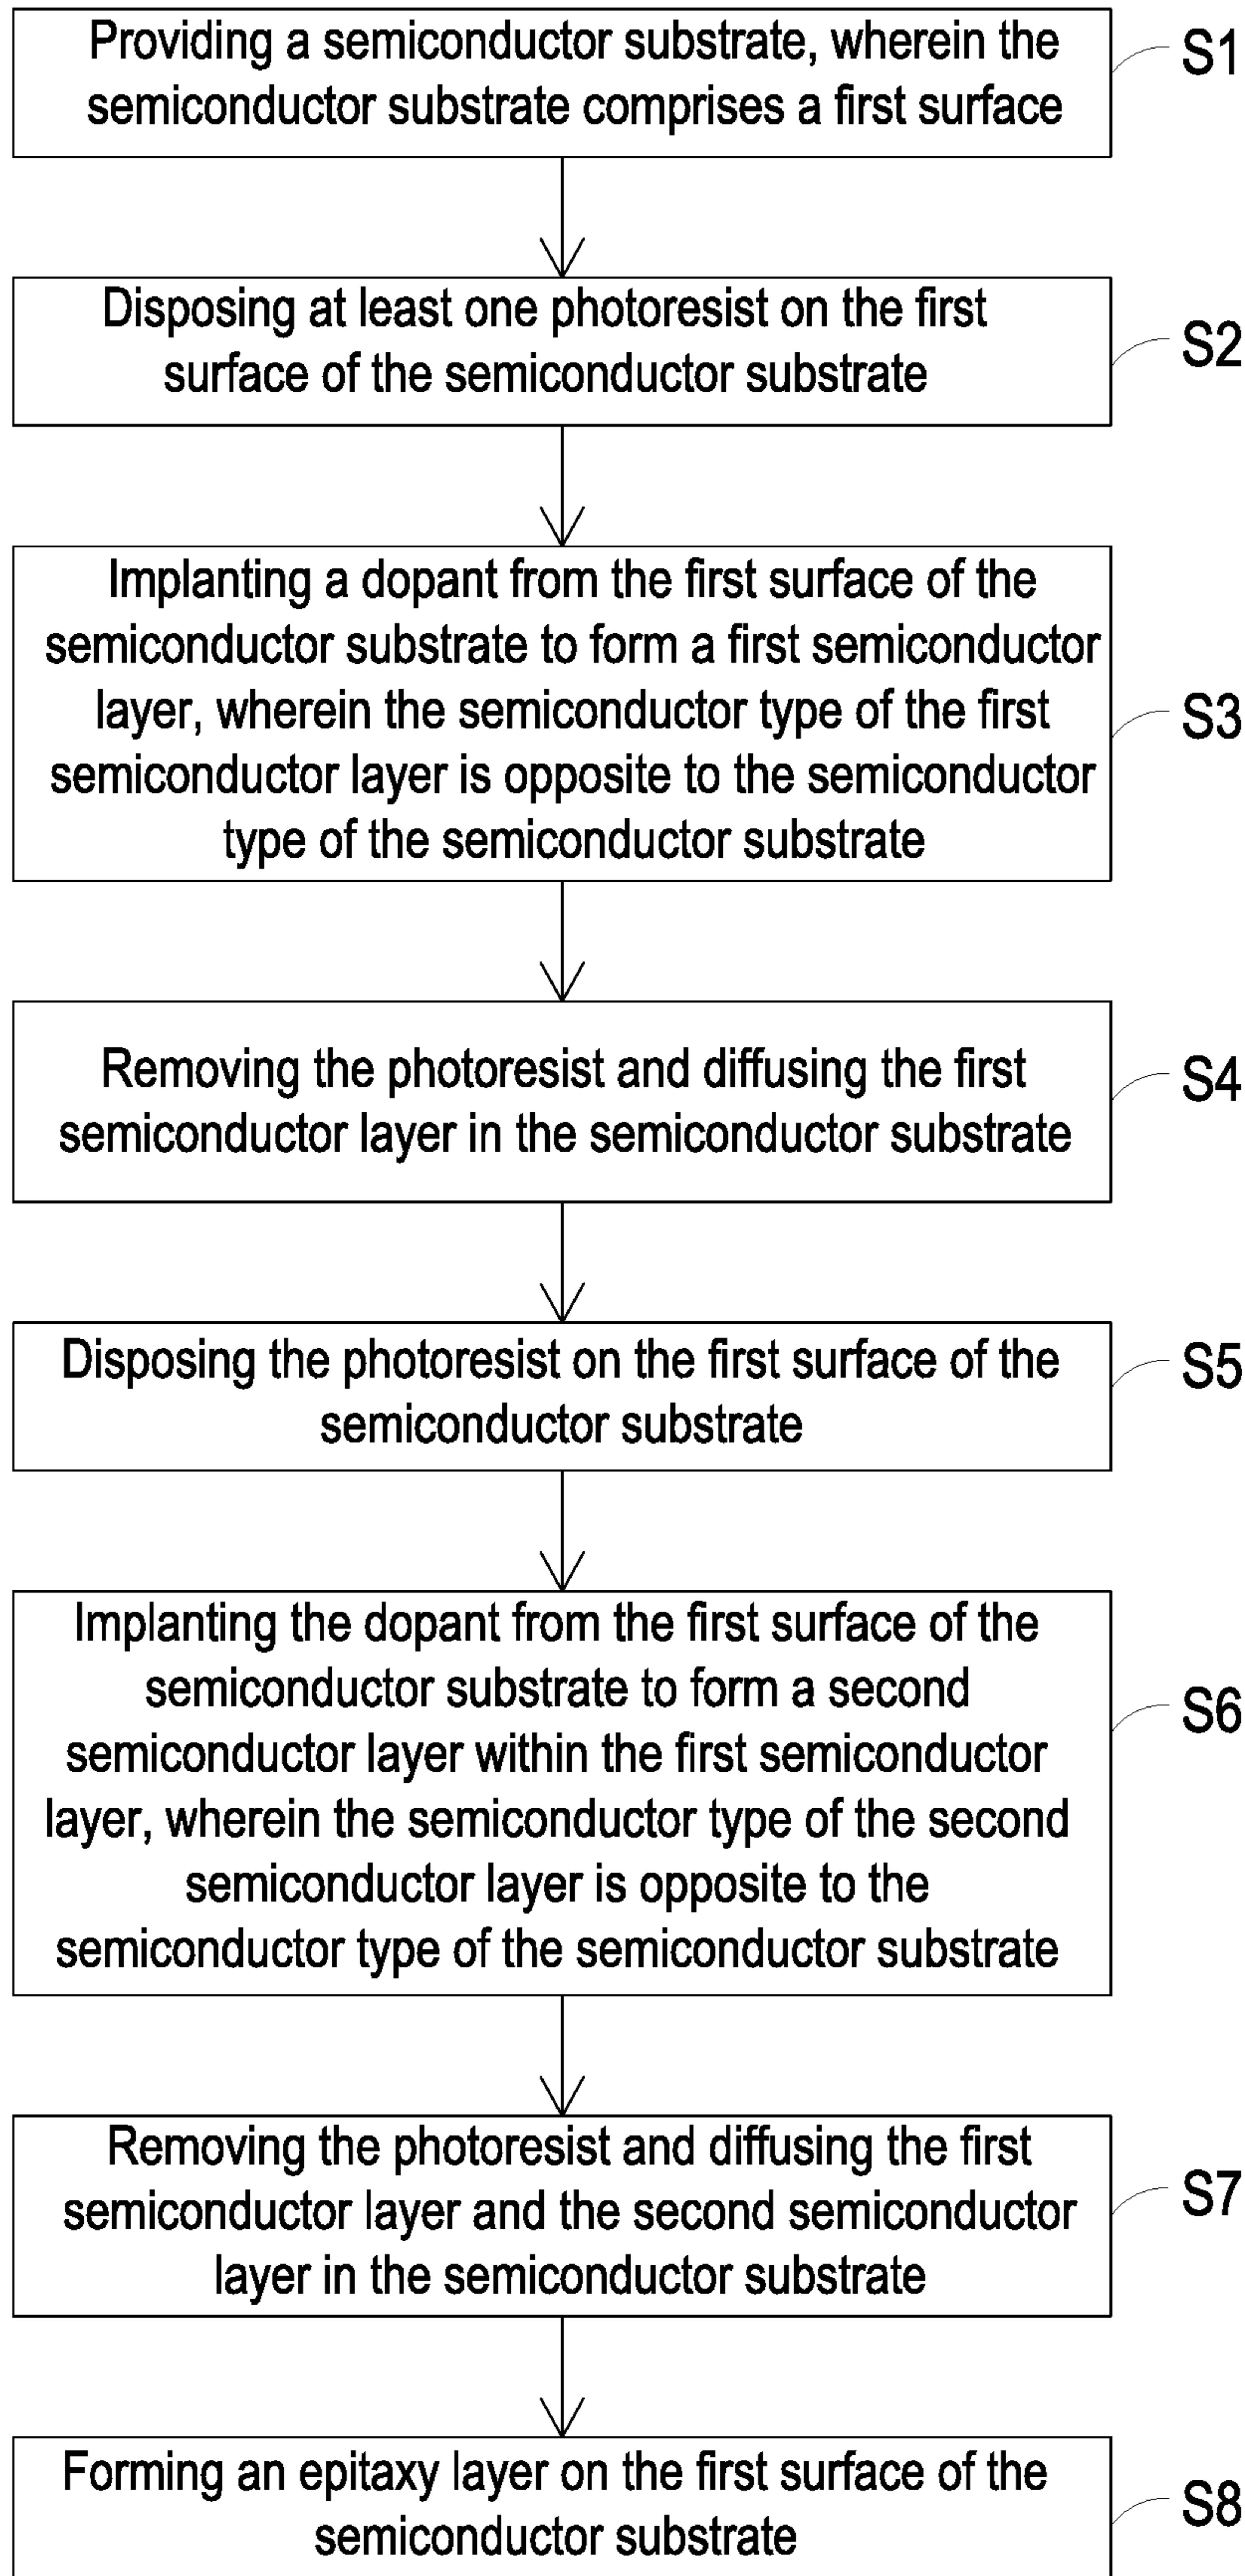 Providing a semiconductor substrate, wherein the
semiconductor substrate comprises a first surface
S1
Disposing at least one photoresist on the first
surface of the semiconductor substrate
S2
Implanting a dopant from the first surface of the
semiconductor substrate to form a first semiconductor
layer, wherein the semiconductor type of the first
semiconductor layer is opposite to the semiconductor
type of the semiconductor substrate
S3
Removing the photoresist and diffusing the first
semiconductor layer in the semiconductor substrate
S4
Disposing the photoresist on the first surface of the
semiconductor substrate
S5
Implanting the dopant from the first surface of the
semiconductor substrate to form a second
semiconductor layer within the first semiconductor
layer, wherein the semiconductor type of the second
semiconductor layer is opposite to the
semiconductor type of the semiconductor substrate
S6
Removing the photoresist and diffusing the first
semiconductor layer and the second semiconductor
layer in the semiconductor substrate
S7
Forming an epitaxy layer on the first surface of the
semiconductor substrate
S8